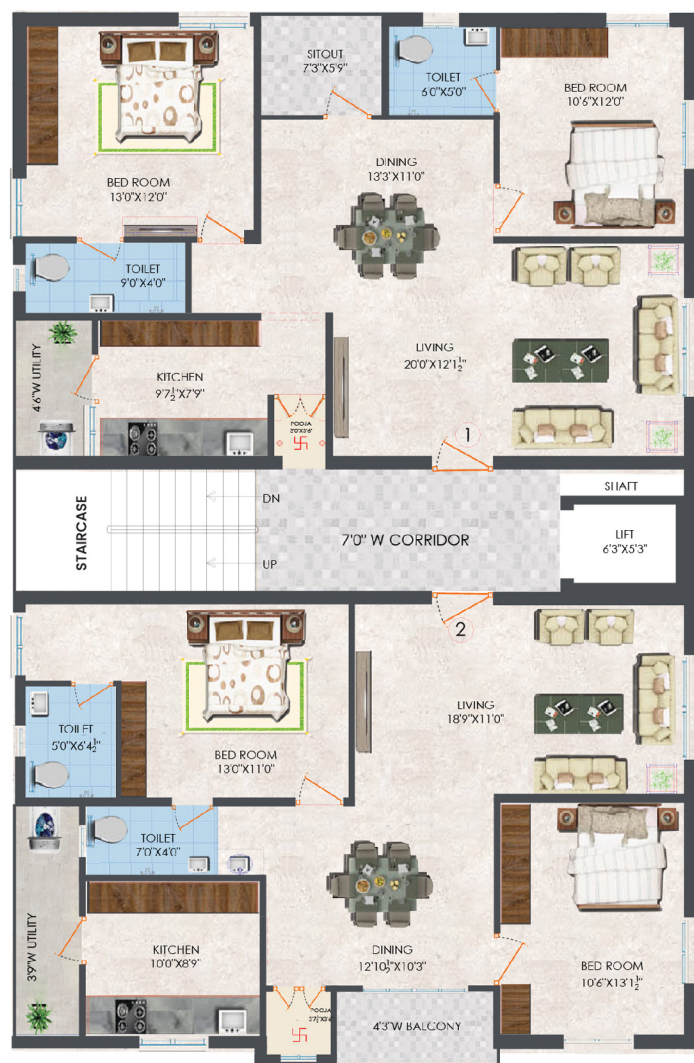 SITOUT
7'3"X5'9"
TOILET
6'0"X5'0"
BED ROOM
10'6"X12'0"
BED ROOM
13'0"X12'0"
DINING
13'3"X11'0"
TOILET
9'0"X4'0"
LIVING
20'0"X12'1½"
4'6"W UTILITY
KITCHEN
9'7½"X7'9"
POOJA
1
STAIRCASE
DN
UP
7'0" W CORRIDOR
SHAFT
LIFT
6'3"X5'3"
2
LIVING
18'9"X11'0"
TOILET
5'0"X6'4½"
BED ROOM
13'0"X11'0"
TOILET
7'0"X4'0"
3'9"W UTILITY
KITCHEN
10'0"X8'9"
DINING
12'10½"X10'3"
BED ROOM
10'6"X13'1½"
POOJA
4'3"W BALCONY